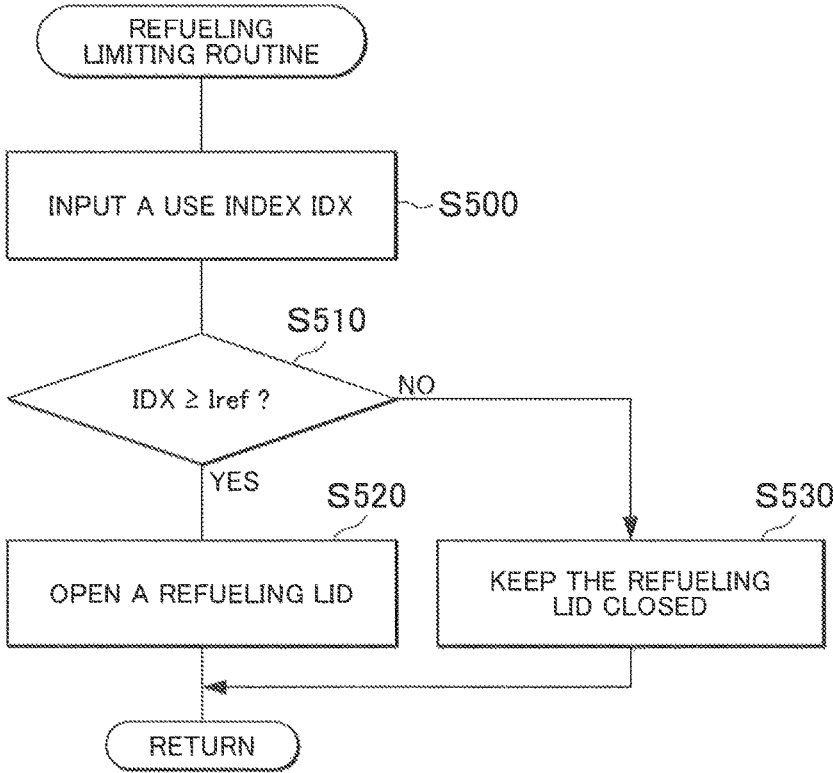 REFUELING
LIMITING ROUTINE
INPUT A USE INDEX IDX
S500
S510
IDX ≥ Iref ?
NO
YES
S520
S530
OPEN A REFUELING LID
KEEP THE REFUELING
LID CLOSED
RETURN